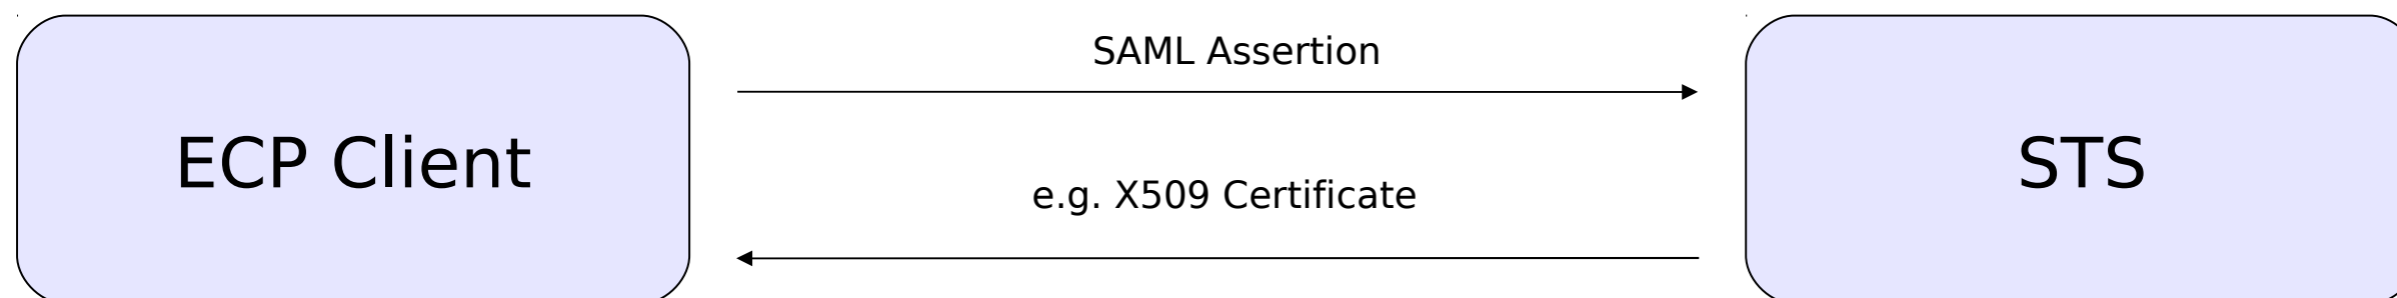 SAML Assertion
ECP Client
STS
e.g. X509 Certificate